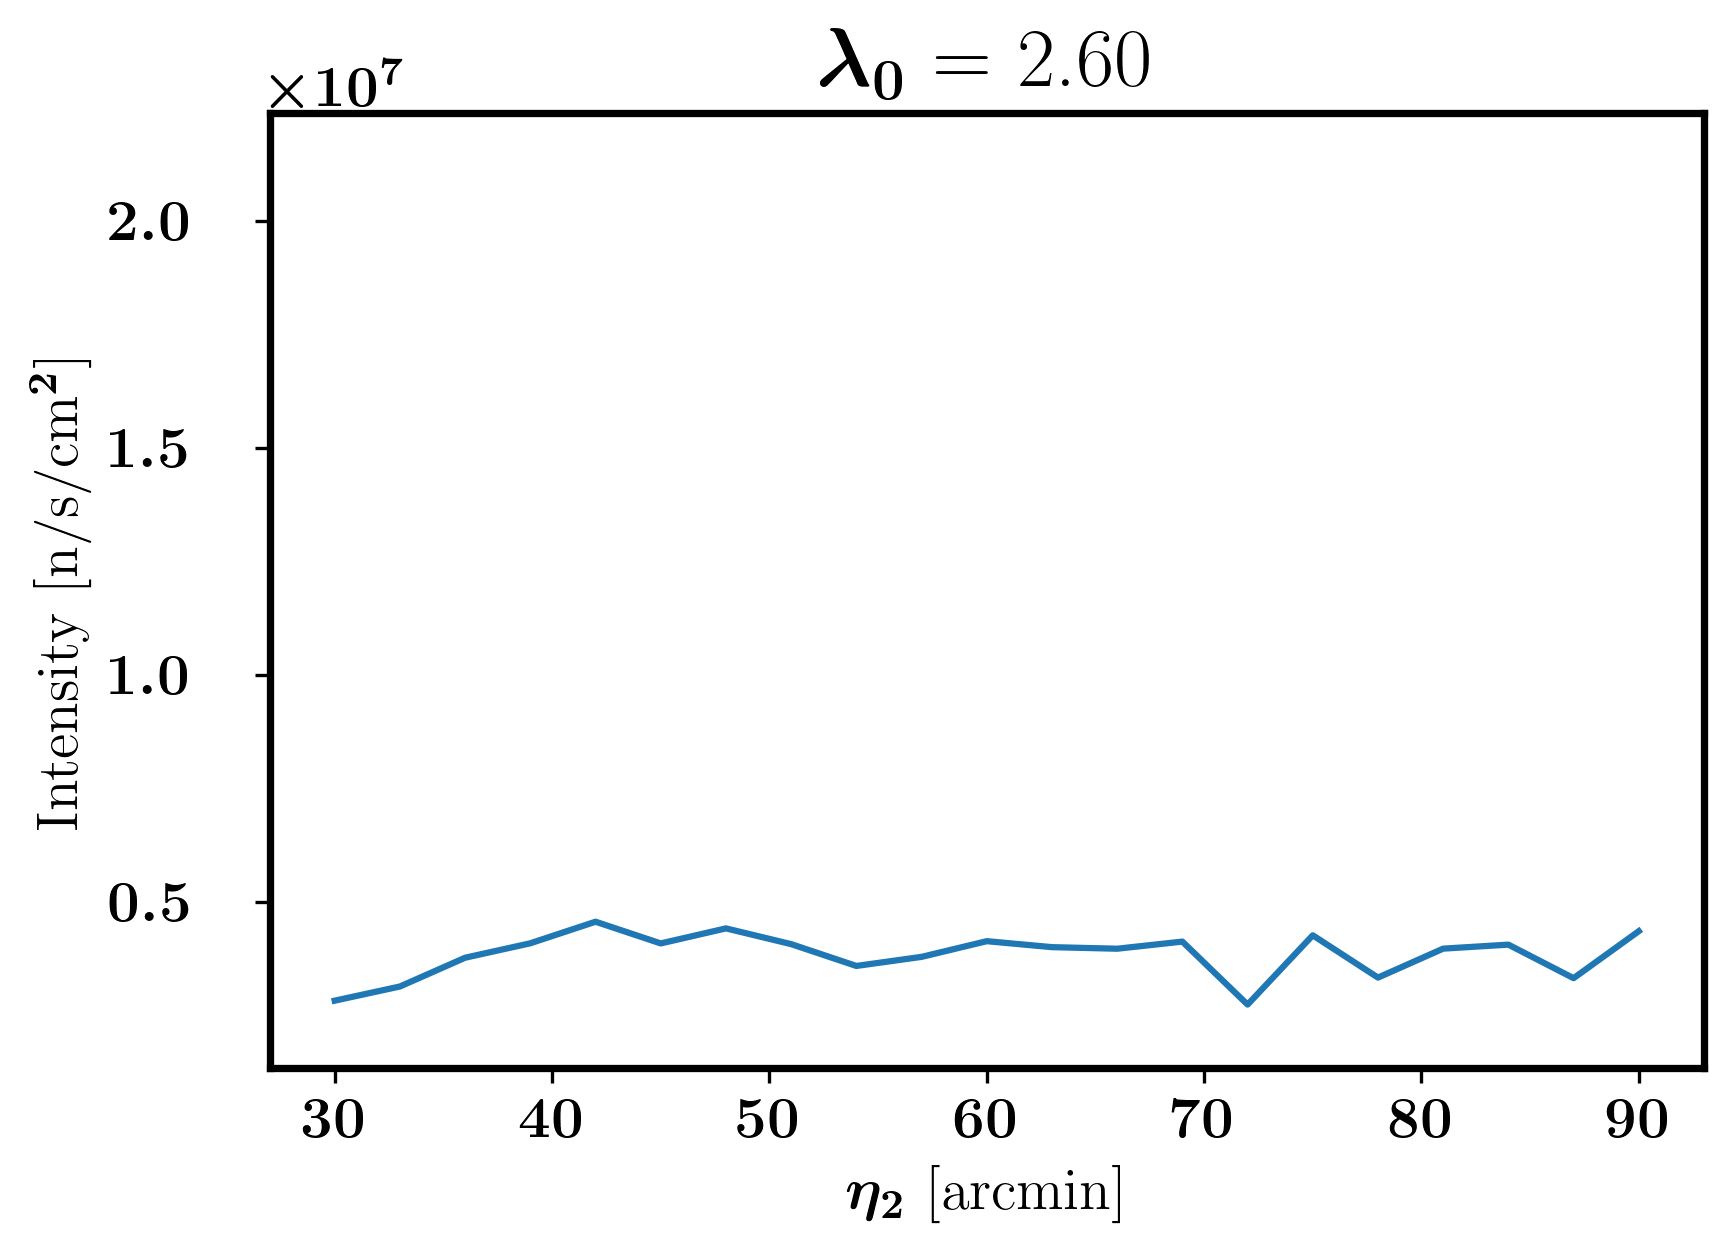 λ₀ = 2.60
×10⁷
2.0
1.5
1.0
0.5
Intensity [n/s/cm²]
30 40 50 60 70 80 90
η₂ [arcmin]